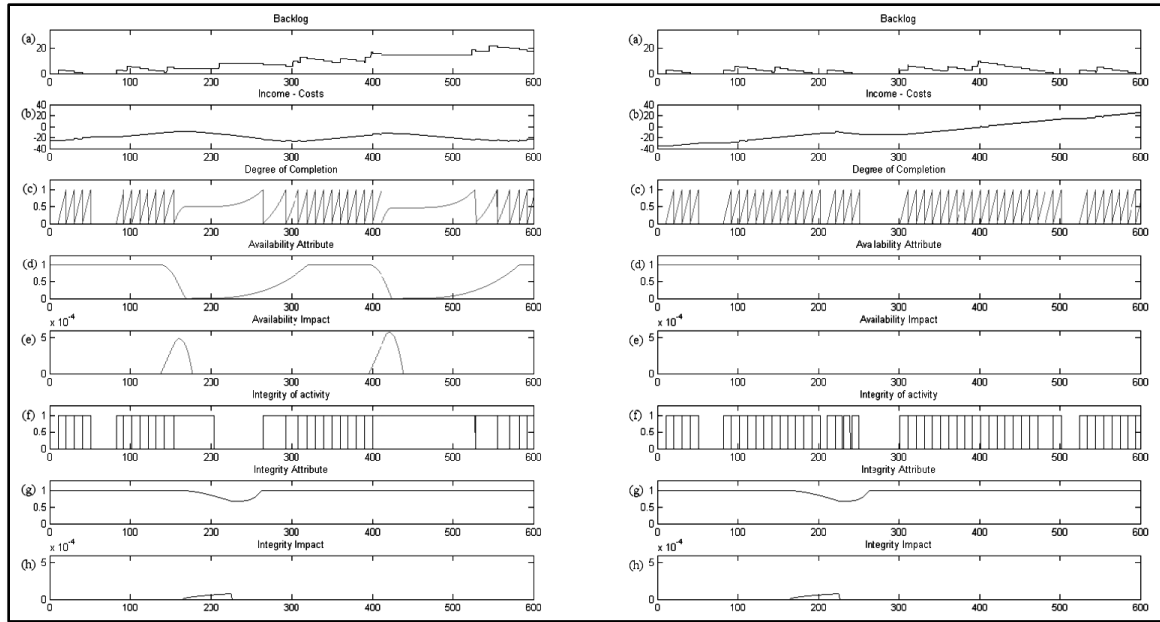 Backlog
(a)
20
0
0 100 200 300 400 500 600
Income - Costs
(b)
40
20
0
-20
-40
0 100 200 300 400 500 600
Degree of Completion
(c)
1
0.5
0
0 100 200 300 400 500 600
Availability Attribute
(d)
1
0.5
0
0 100 200 300 400 500 600
x 10-4
Availability Impact
(e)
5
0
0 100 200 300 400 500 600
Integrity of activity
(f)
1
0.5
0
0 100 200 300 400 500 600
Integrity Attribute
(g)
1
0.5
0
0 100 200 300 400 500 600
x 10-4
Integrity Impact
(h)
5
0
0 100 200 300 400 500 600
Backlog
(a)
20
0
0 100 200 300 400 500 600
Income - Costs
(b)
40
20
0
-20
-40
0 100 200 300 400 500 600
Degree of Completion
(c)
1
0.5
0
0 100 200 300 400 500 600
Availability Attribute
(d)
1
0.5
0
0 100 200 300 400 500 600
x 10-4
Availability Impact
(e)
5
0
0 100 200 300 400 500 600
Integrity of activity
(f)
1
0.5
0
0 100 200 300 400 500 600
Integrity Attribute
(g)
1
0.5
0
0 100 200 300 400 500 600
x 10-4
Integrity Impact
(h)
5
0
0 100 200 300 400 500 600